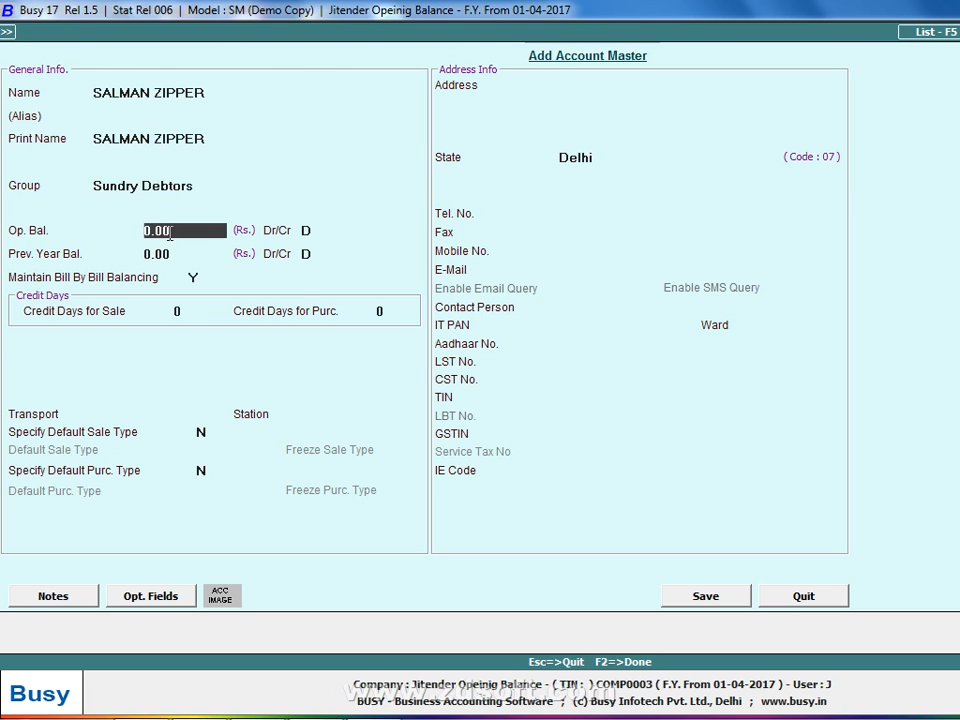 B Busy 17 Rel 1.5 | Stat Rel 006 | Model : SM (Demo Copy) | Jitender Opeinig Balance - F.Y. From 01-04-2017
>> List - F5
Add Account Master
General Info.
Name SALMAN ZIPPER
(Alias)
Print Name SALMAN ZIPPER
Group Sundry Debtors
Op. Bal. 0.00 (Rs.) Dr/Cr D
Prev. Year Bal. 0.00 (Rs.) Dr/Cr D
Maintain Bill By Bill Balancing Y
Credit Days
Credit Days for Sale 0 Credit Days for Purc. 0
Transport Station
Specify Default Sale Type N
Default Sale Type Freeze Sale Type
Specify Default Purc. Type N
Default Purc. Type Freeze Purc. Type
Address Info
Address
State Delhi ( Code : 07 )
Tel. No.
Fax
Mobile No.
E-Mail
Enable Email Query Enable SMS Query
Contact Person
IT PAN Ward
Aadhaar No.
LST No.
CST No.
TIN
LBT No.
GSTIN
Service Tax No
IE Code
Notes Opt. Fields ACC IMAGE Save Quit
Esc=>Quit F2=>Done
Busy
Company : Jitender Opeinig Balance - ( TIN : ) COMP0003 ( F.Y. From 01-04-2017 ) - User : J
BUSY - Business Accounting Software ; (c) Busy Infotech Pvt. Ltd., Delhi ; www.busy.in
www.zdsoft.com